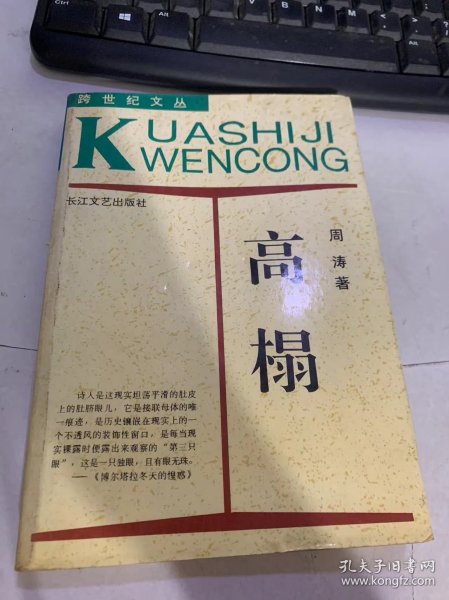 跨世纪文丛
KUASHIJI
WENCONG
长江文艺出版社
周涛著
高榻
诗人是这现实坦荡平滑的肚皮
上的肚脐眼儿，它是接联母体的唯
一痕迹，是历史镶嵌在现实上的一
个不透风的装饰性窗口，是每当现
实裸露时便露出来观察的“第三只
眼”，这是一只独眼，且有眼无珠。
——《博尔塔拉冬天的惶惑》
孔夫子旧书网
www.kongfz.com
Ctrl
Alt